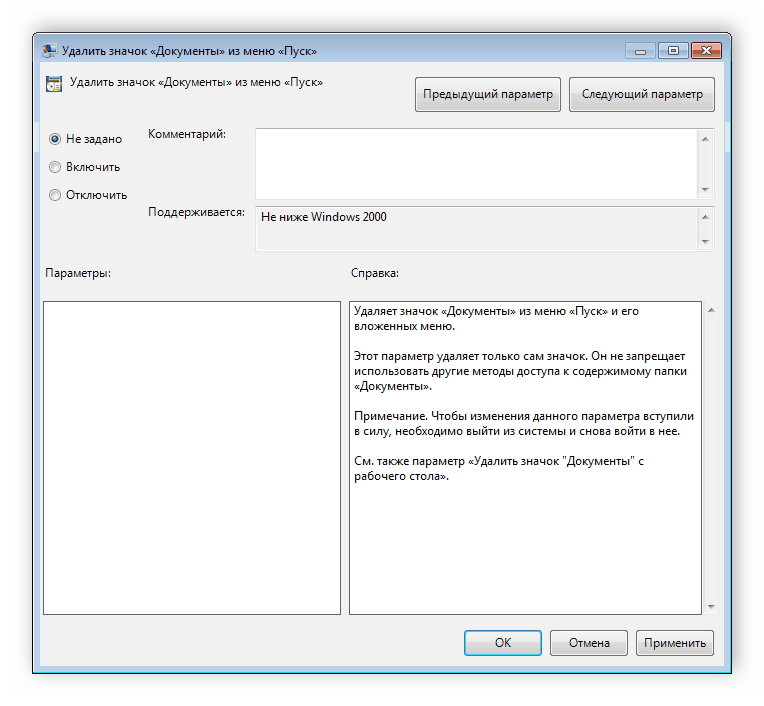 Удалить значок «Документы» из меню «Пуск»
Удалить значок «Документы» из меню «Пуск»
Предыдущий параметр
Следующий параметр
Не задано
Включить
Отключить
Комментарий:
Поддерживается:
Не ниже Windows 2000
Параметры:
Справка:
Удаляет значок «Документы» из меню «Пуск» и его
вложенных меню.
Этот параметр удаляет только сам значок. Он не запрещает
использовать другие методы доступа к содержимому папки
«Документы».
Примечание. Чтобы изменения данного параметра вступили
в силу, необходимо выйти из системы и снова войти в нее.
См. также параметр «Удалить значок "Документы" с
рабочего стола».
ОК
Отмена
Применить